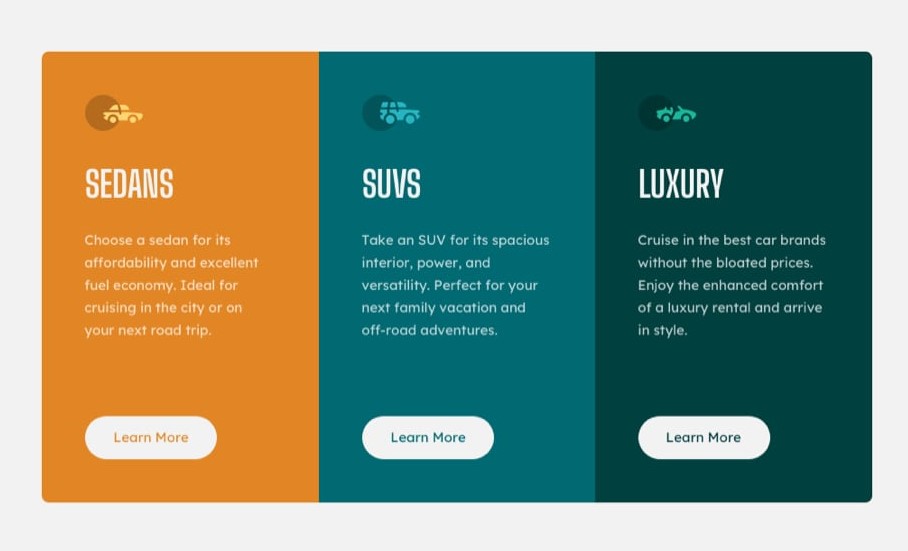 SEDANS
Choose a sedan for its
affordability and excellent
fuel economy. Ideal for
cruising in the city or on
your next road trip.
Learn More
SUVS
Take an SUV for its spacious
interior, power, and
versatility. Perfect for your
next family vacation and
off-road adventures.
Learn More
LUXURY
Cruise in the best car brands
without the bloated prices.
Enjoy the enhanced comfort
of a luxury rental and arrive
in style.
Learn More